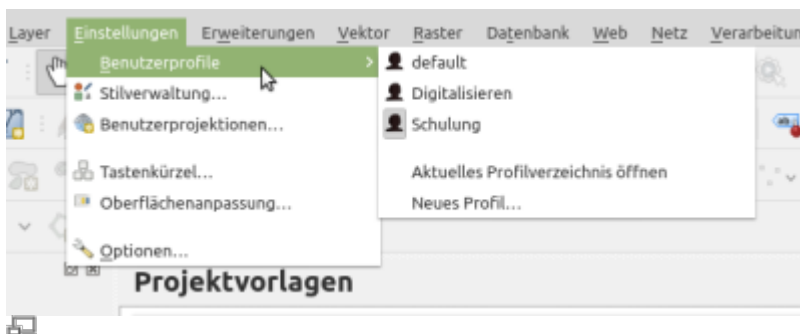 Layer Einstellungen Erweiterungen Vektor Raster Datenbank Web Netz Verarbeitun
Benutzerprofile
Stilverwaltung...
Benutzerprojektionen...
Tastenkürzel...
Oberflächenanpassung...
Optionen...
default
Digitalisieren
Schulung
Aktuelles Profilverzeichnis öffnen
Neues Profil...
Projektvorlagen